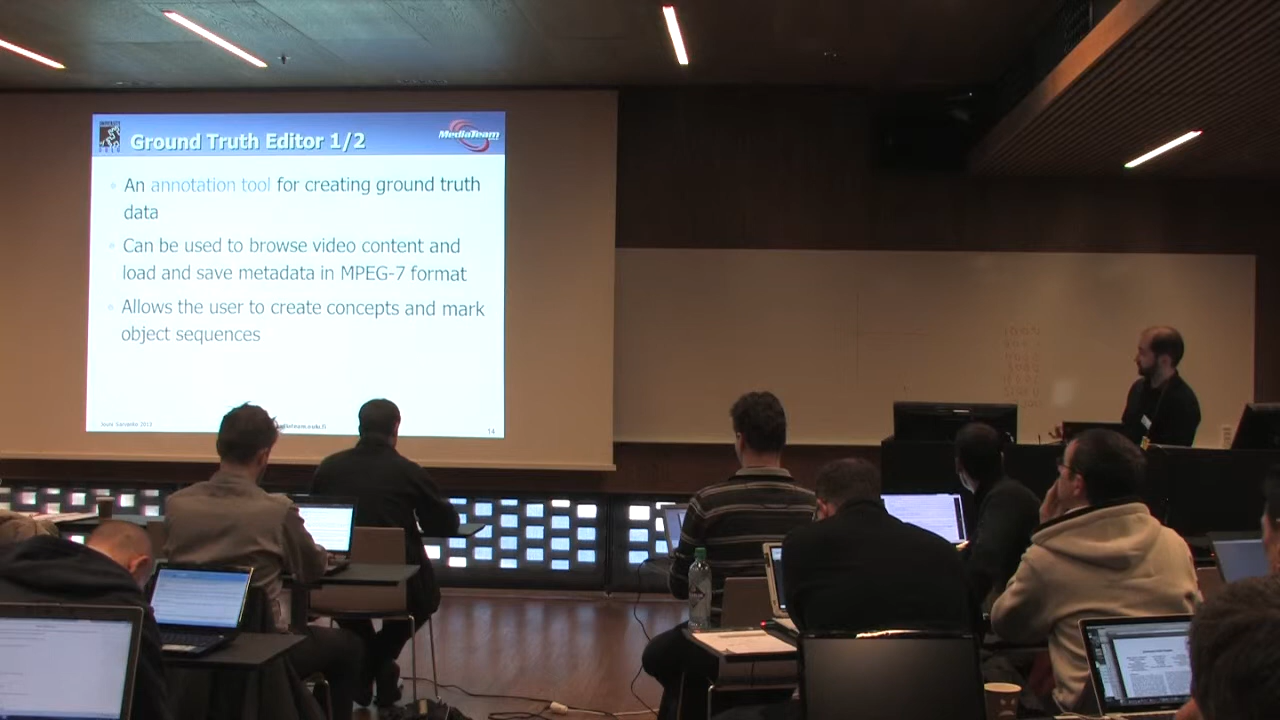 Ground Truth Editor 1/2
MediaTeam
An annotation tool for creating ground truth
data
Can be used to browse video content and
load and save metadata in MPEG-7 format
Allows the user to create concepts and mark
object sequences
14